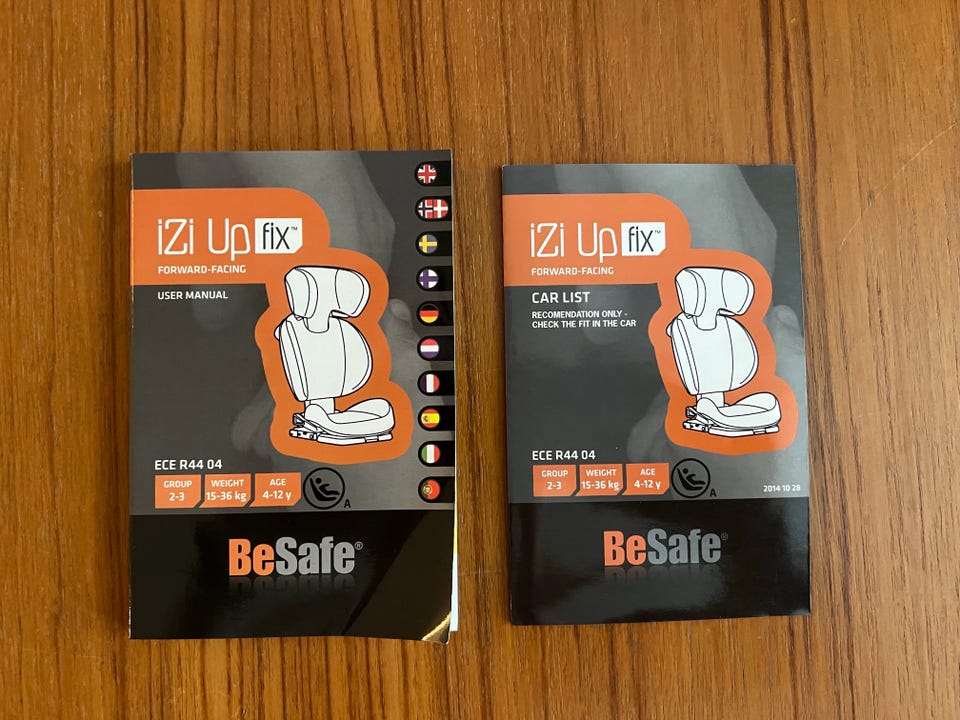 iZi Up fix™
FORWARD-FACING
USER MANUAL
ECE R44 04
GROUP
2-3
WEIGHT
15-36 kg
AGE
4-12 y
A
BeSafe®
iZi Up fix™
FORWARD-FACING
CAR LIST
RECOMENDATION ONLY -
CHECK THE FIT IN THE CAR
ECE R44 04
GROUP
2-3
WEIGHT
15-36 kg
AGE
4-12 y
A
2014 10 28
BeSafe®